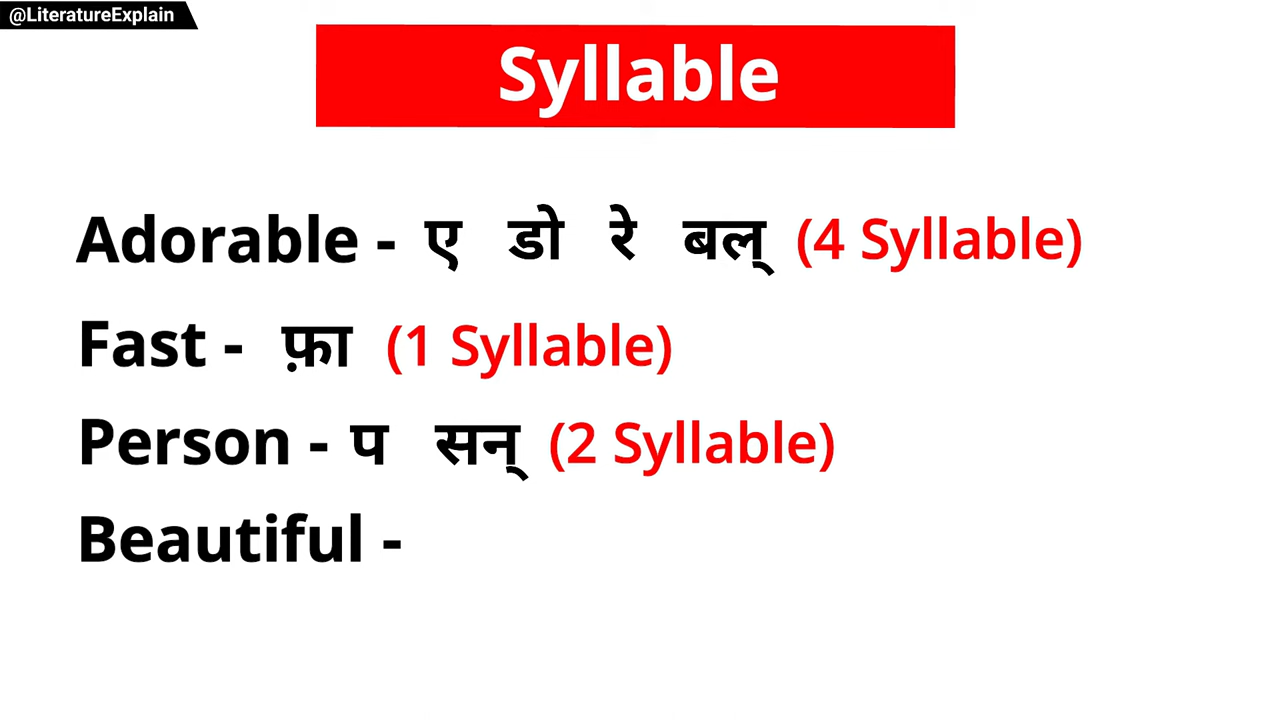 @LiteratureExplain
Syllable
Adorable - ए डो रे बल् (4 Syllable)
Fast - फ़ा (1 Syllable)
Person - प सन् (2 Syllable)
Beautiful -